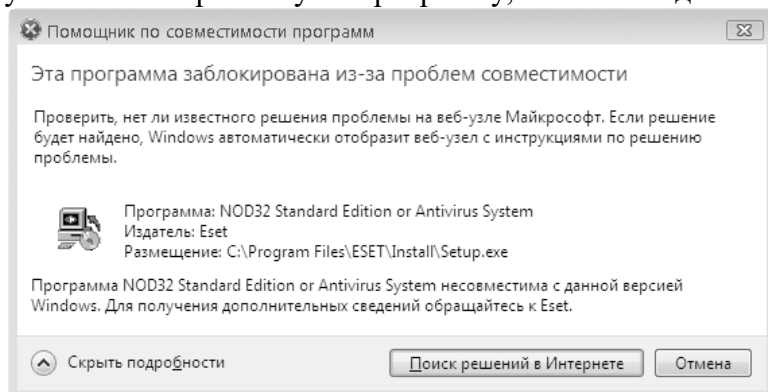 Помощник по совместимости программ
Эта программа заблокирована из-за проблем совместимости
Проверить, нет ли известного решения проблемы на веб-узле Майкрософт. Если решение
будет найдено, Windows автоматически отобразит веб-узел с инструкциями по решению
проблемы.
Программа: NOD32 Standard Edition or Antivirus System
Издатель: Eset
Размещение: C:\Program Files\ESET\Install\Setup.exe
Программа NOD32 Standard Edition or Antivirus System несовместима с данной версией
Windows. Для получения дополнительных сведений обращайтесь к Eset.
Скрыть подробности
Поиск решений в Интернете
Отмена